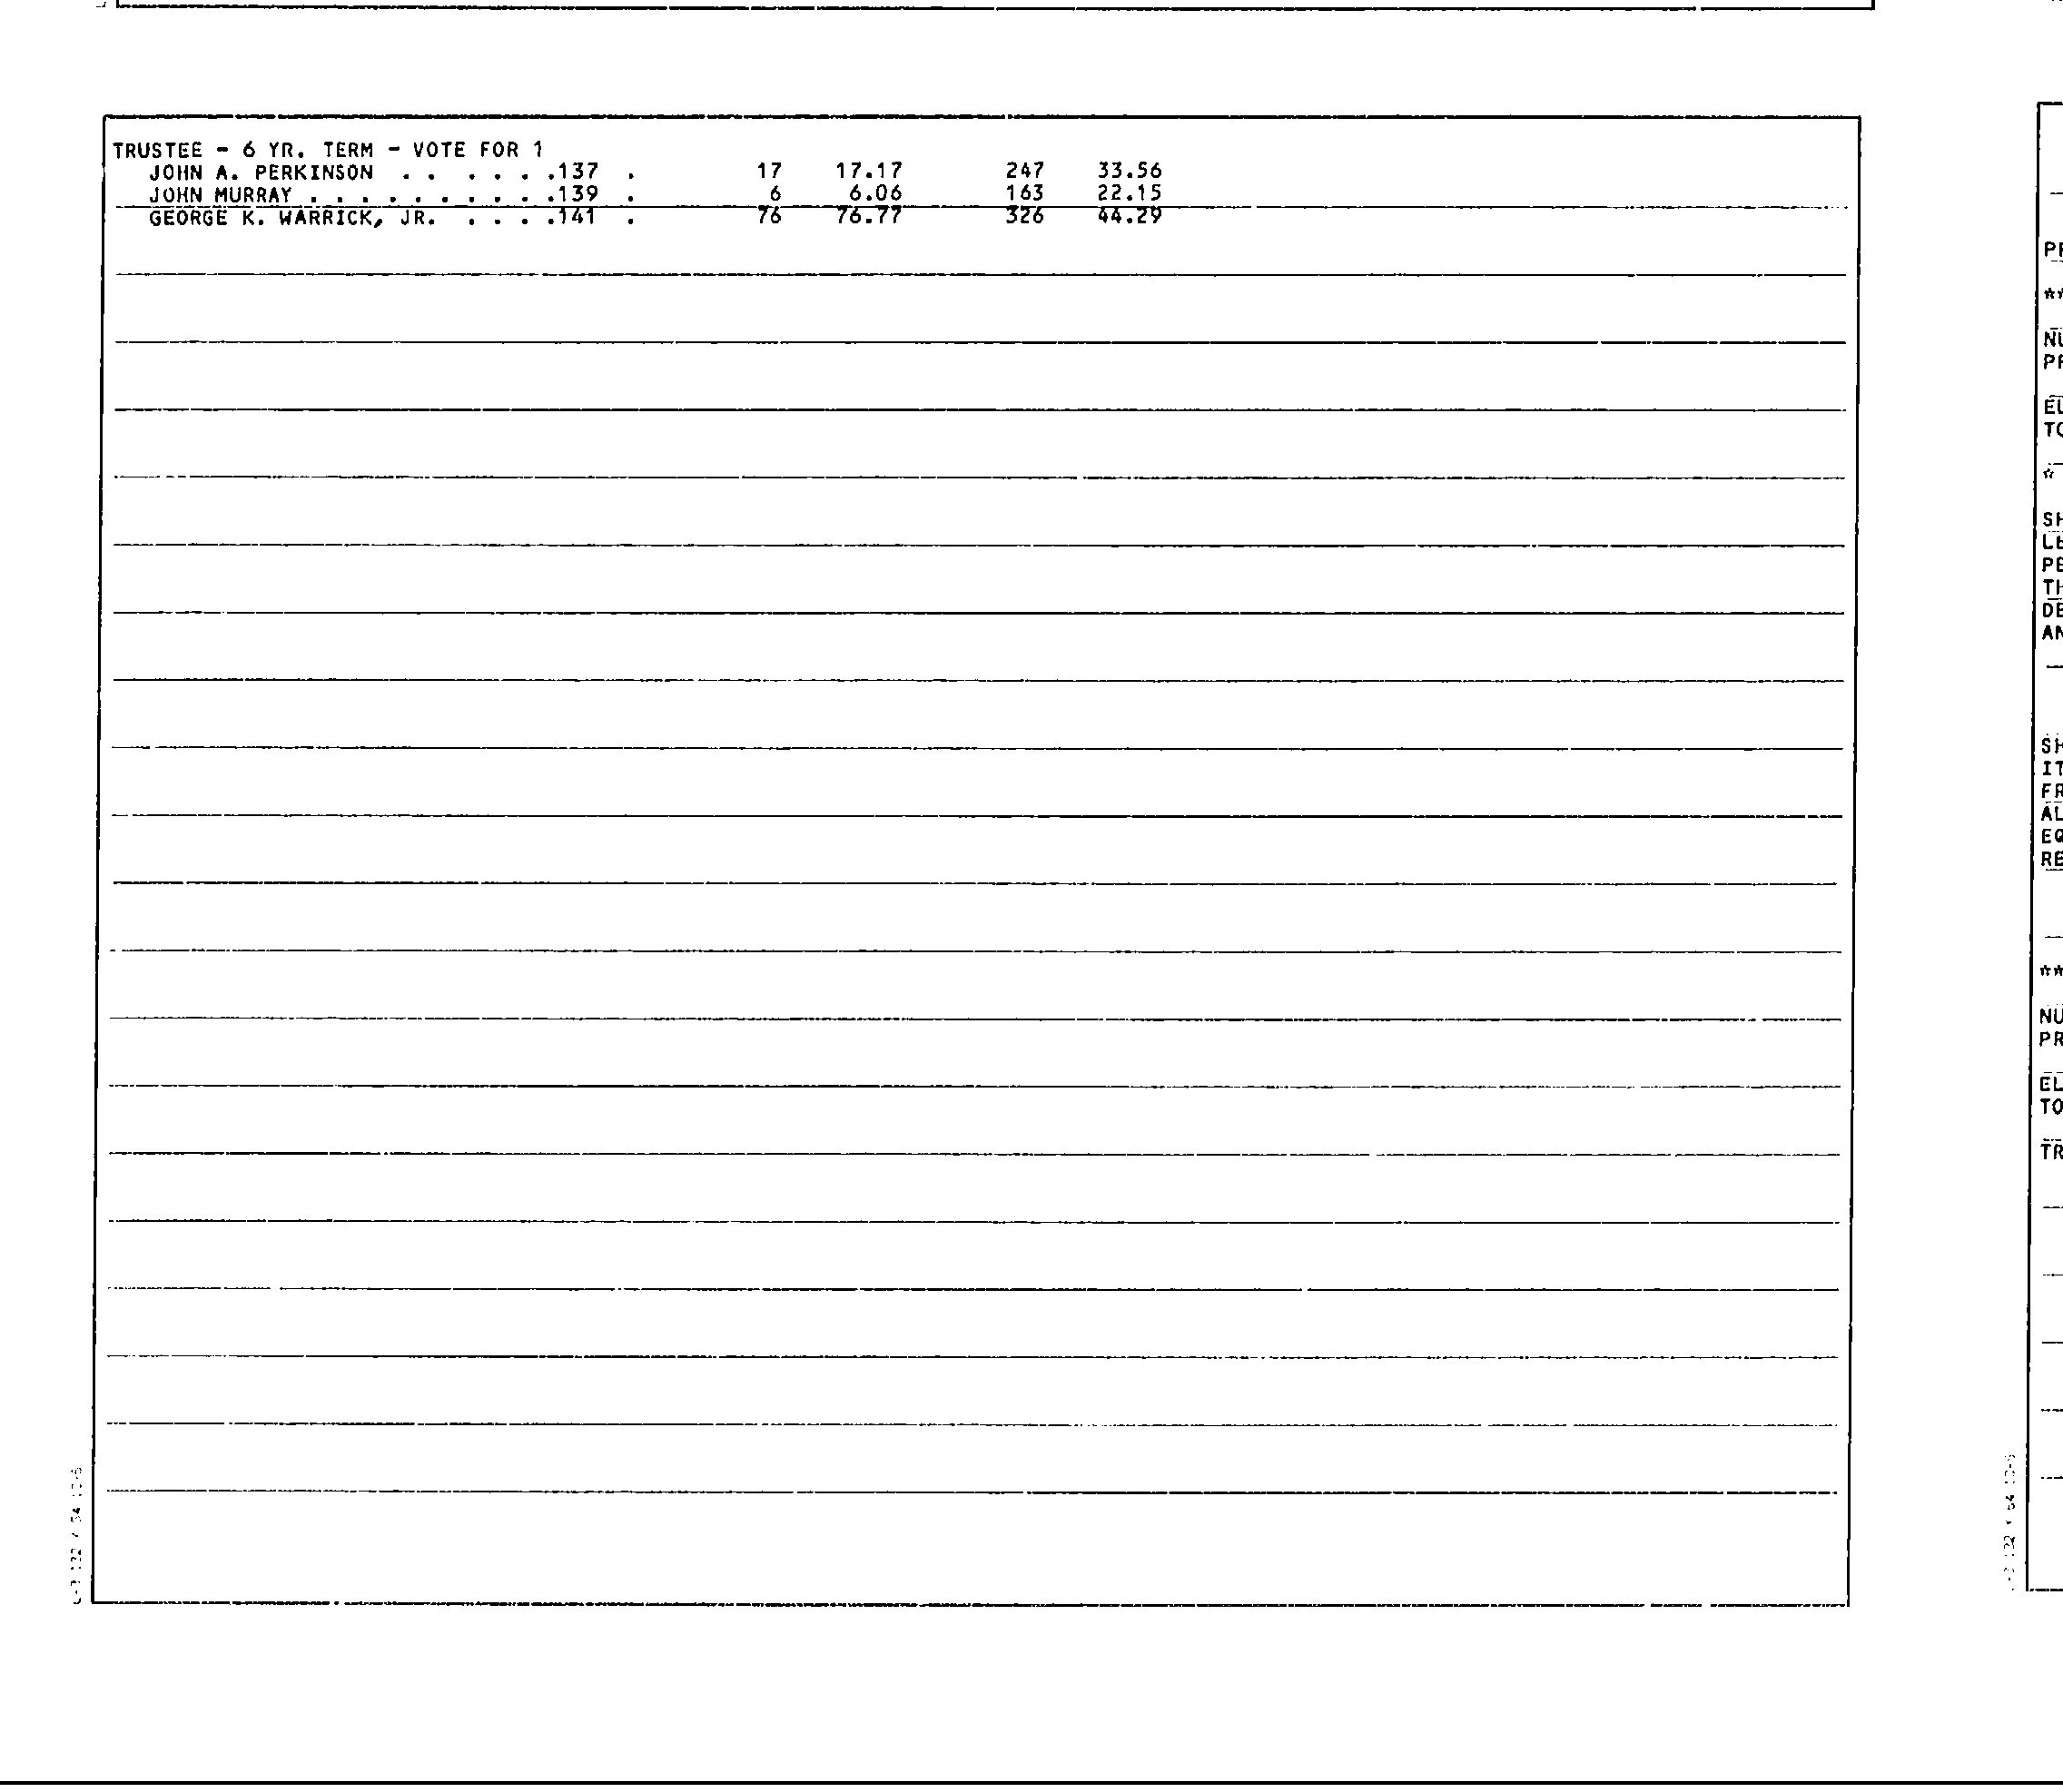 TRUSTEE - 6 YR. TERM - VOTE FOR 1
JOHN A. PERKINSON . . . . . .137 . 17 17.17 247 33.56
JOHN MURRAY . . . . . . . . . .139 . 6 6.06 163 22.15
GEORGE K. WARRICK, JR. . . . .141 . 76 76.77 326 44.29
**
NU
PR
EL
TO
*
SH
LE
PE
TH
DE
AN
SH
IT
FR
AL
EQ
RE
**
NU
PR
EL
TO
TR